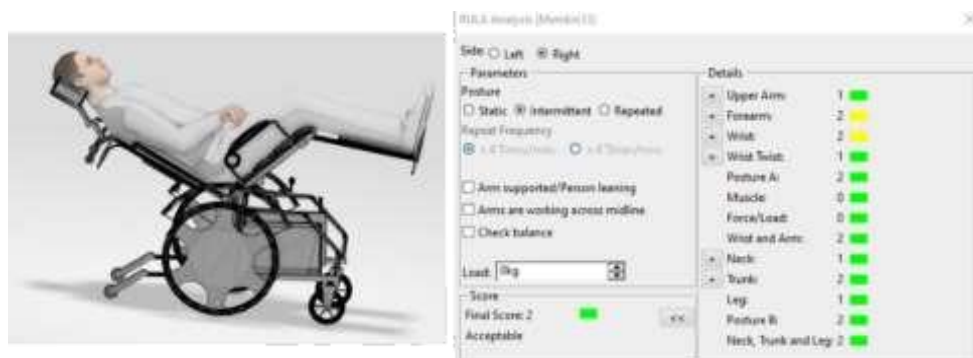 RULA Analysis (Manikin10)
Side: Left Right
Parameters
Posture
Static Intermittent Repeated
Repeat Frequency
Arm supported/Person leaning
Arms are working across midline
Check balance
Load: 0kg
Score
Final Score: 2
<<
Acceptable
Details
+ Upper Arm: 1
+ Forearm: 2
+ Wrist: 2
+ Wrist Twist: 1
Posture A: 2
Muscle: 0
Force/Load: 0
Wrist and Arm: 2
+ Neck: 1
+ Trunk: 2
Leg: 1
Posture B: 2
Neck, Trunk and Leg: 2